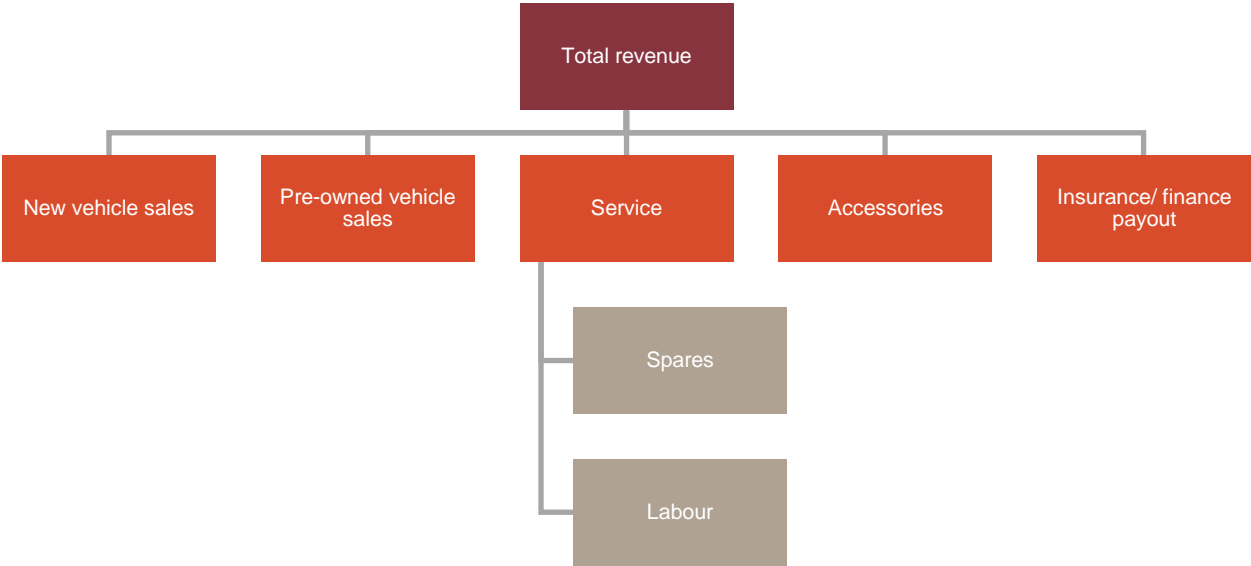 Total revenue
New vehicle sales
Pre-owned vehicle
sales
Service
Accessories
Insurance/ finance
payout
Spares
Labour